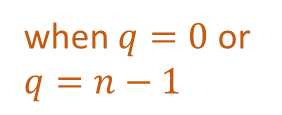 when q = 0 or
q = n − 1